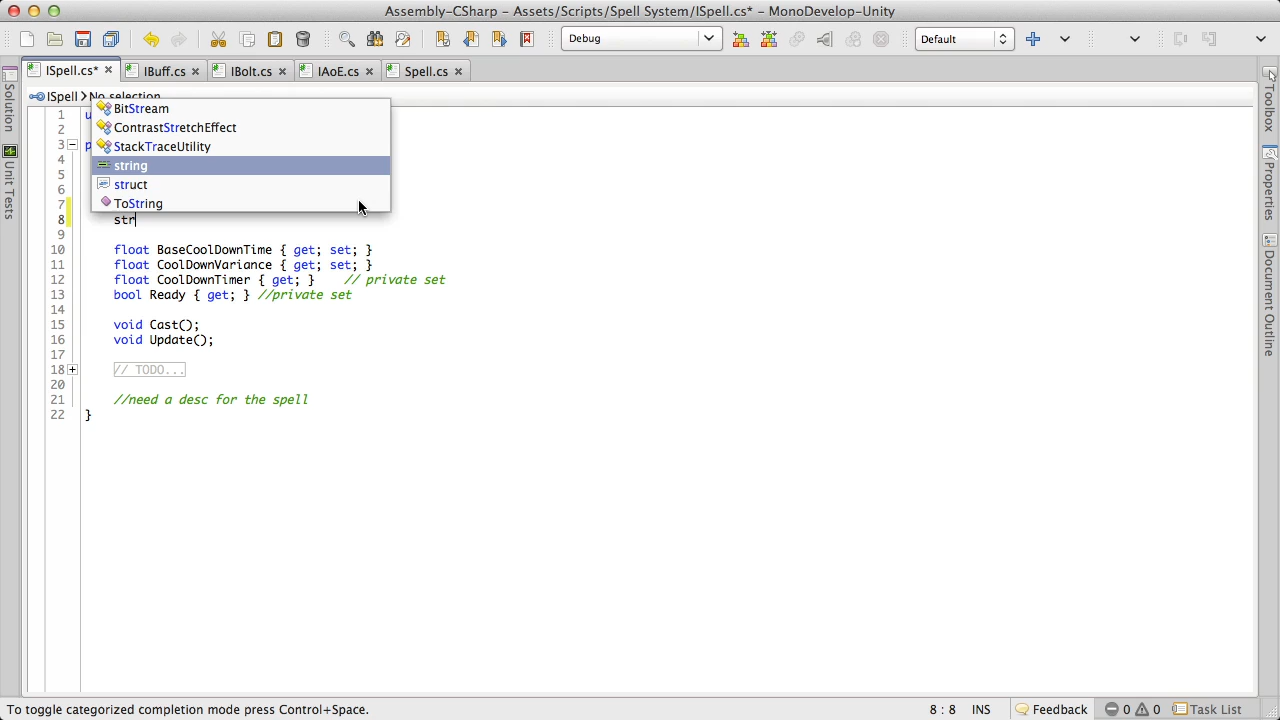 Assembly-CSharp – Assets/Scripts/Spell System/ISpell.cs* – MonoDevelop-Unity
Debug
Default
ISpell.cs*
IBuff.cs
IBolt.cs
IAoE.cs
Spell.cs
Solution
Unit Tests
Toolbox
Properties
Document Outline
ISpell No selection
1 u
2
3 p
4
5
6
7
8 str
BitStream
ContrastStretchEffect
StackTraceUtility
string
struct
ToString
9
10 float BaseCoolDownTime { get; set; }
11 float CoolDownVariance { get; set; }
12 float CoolDownTimer { get; } // private set
13 bool Ready { get; } //private set
14
15 void Cast();
16 void Update();
17
18 // TODO...
20
21 //need a desc for the spell
22 }
To toggle categorized completion mode press Control+Space.
8 : 8 INS Feedback 0 0 Task List